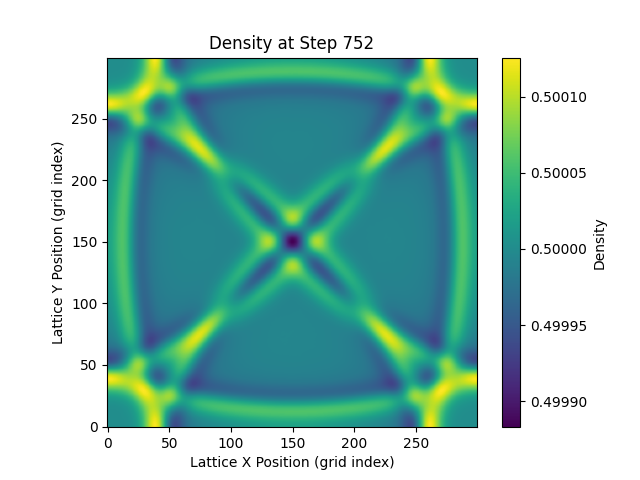 Density at Step 752
250
200
150
100
50
0
0 50 100 150 200 250
Lattice X Position (grid index)
Lattice Y Position (grid index)
0.50010
0.50005
0.50000
0.49995
0.49990
Density